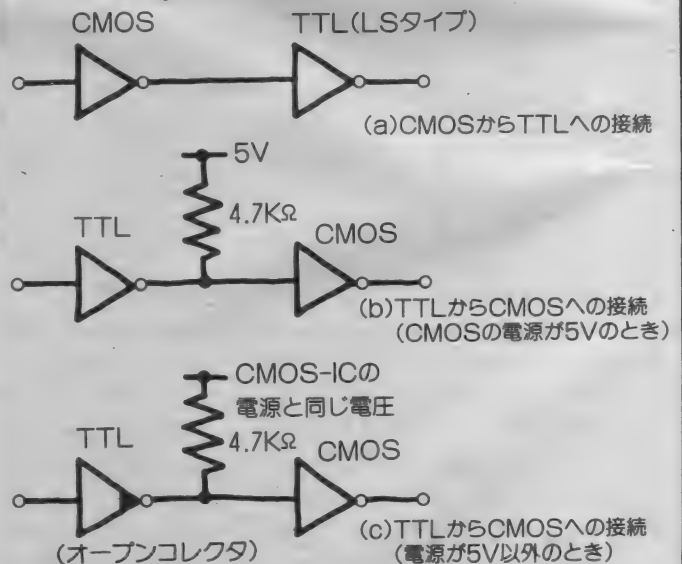 CMOS
TTL(LSタイプ)
(a)CMOSからTTLへの接続
5V
4.7KΩ
TTL
CMOS
(b)TTLからCMOSへの接続
(CMOSの電源が5Vのとき)
CMOS-ICの
電源と同じ電圧
4.7KΩ
TTL
CMOS
(オープンコレクタ)
(c)TTLからCMOSへの接続
(電源が5V以外のとき)